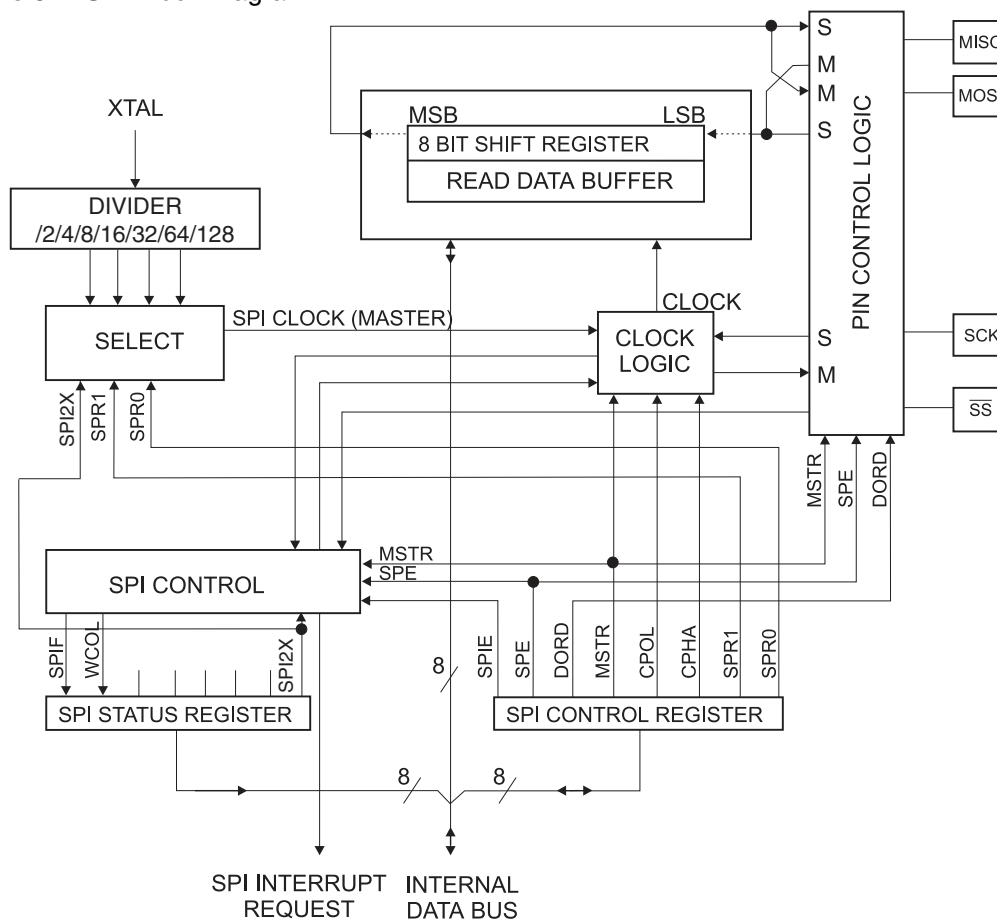 S
MISO
M
MOSI
M
S
XTAL
MSB
LSB
8 BIT SHIFT REGISTER
READ DATA BUFFER
DIVIDER
/2/4/8/16/32/64/128
PIN CONTROL LOGIC
SPI CLOCK (MASTER)
CLOCK
SELECT
CLOCK
LOGIC
S
SCK
M
SS
SPI2X
SPR1
SPR0
MSTR
SPE
DORD
MSTR
SPE
SPI CONTROL
SPIF
WCOL
SPI2X
8
SPIE
SPE
DORD
MSTR
CPOL
CPHA
SPR1
SPR0
SPI STATUS REGISTER
SPI CONTROL REGISTER
8
8
SPI INTERRUPT
REQUEST
INTERNAL
DATA BUS